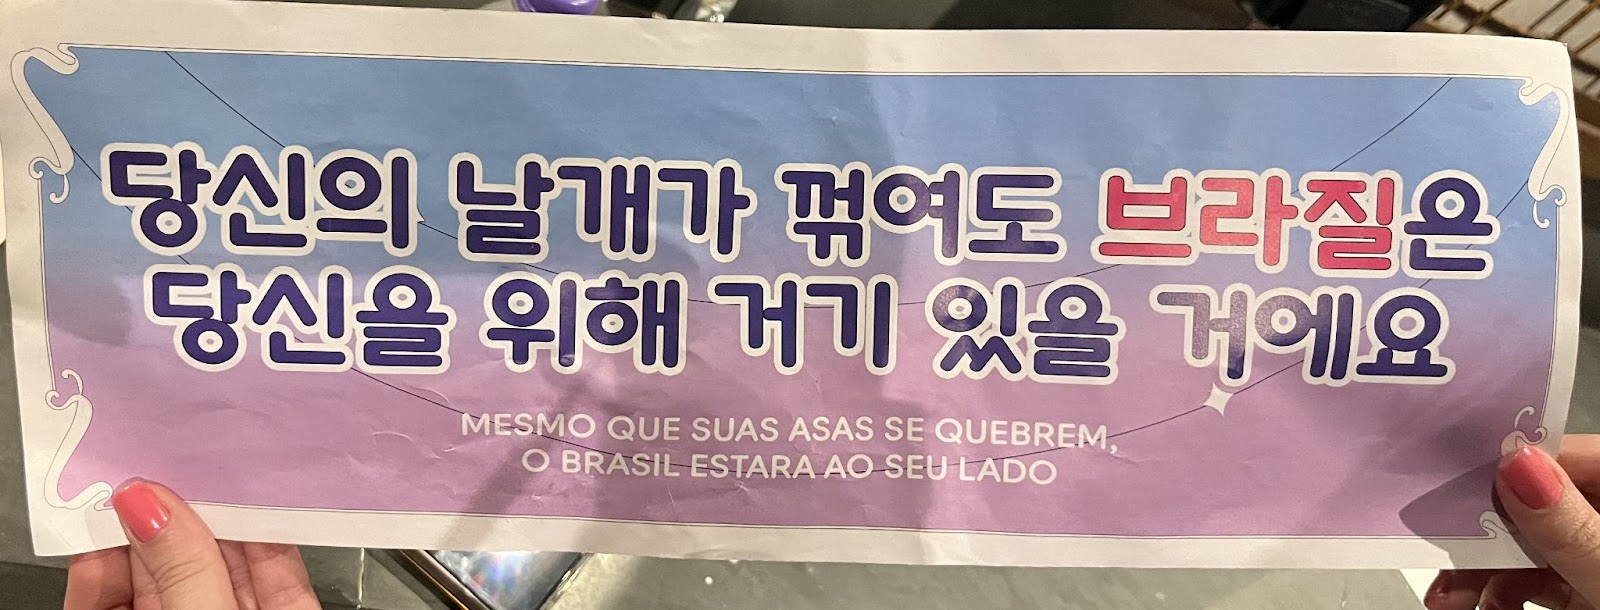 당신의 날개가 꺾여도 브라질은
당신을 위해 거기 있을 거에요
MESMO QUE SUAS ASAS SE QUEBREM,
O BRASIL ESTARA AO SEU LADO